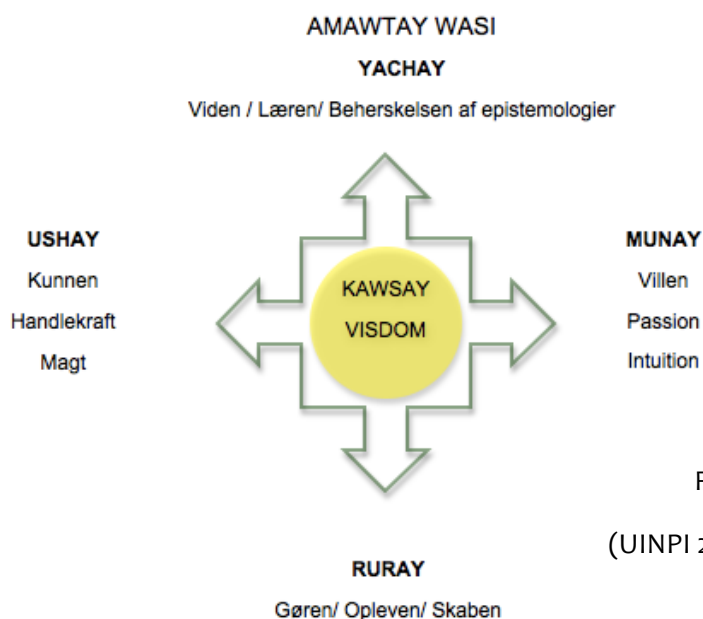 AMAWTAY WASI
YACHAY
Viden / Læren/ Beherskelsen af epistemologier
USHAY
Kunnen
Handlekraft
Magt
KAWSAY
VISDOM
MUNAY
Villen
Passion
Intuition
(UINPI
RURAY
Gøren/ Opleven/ Skaben